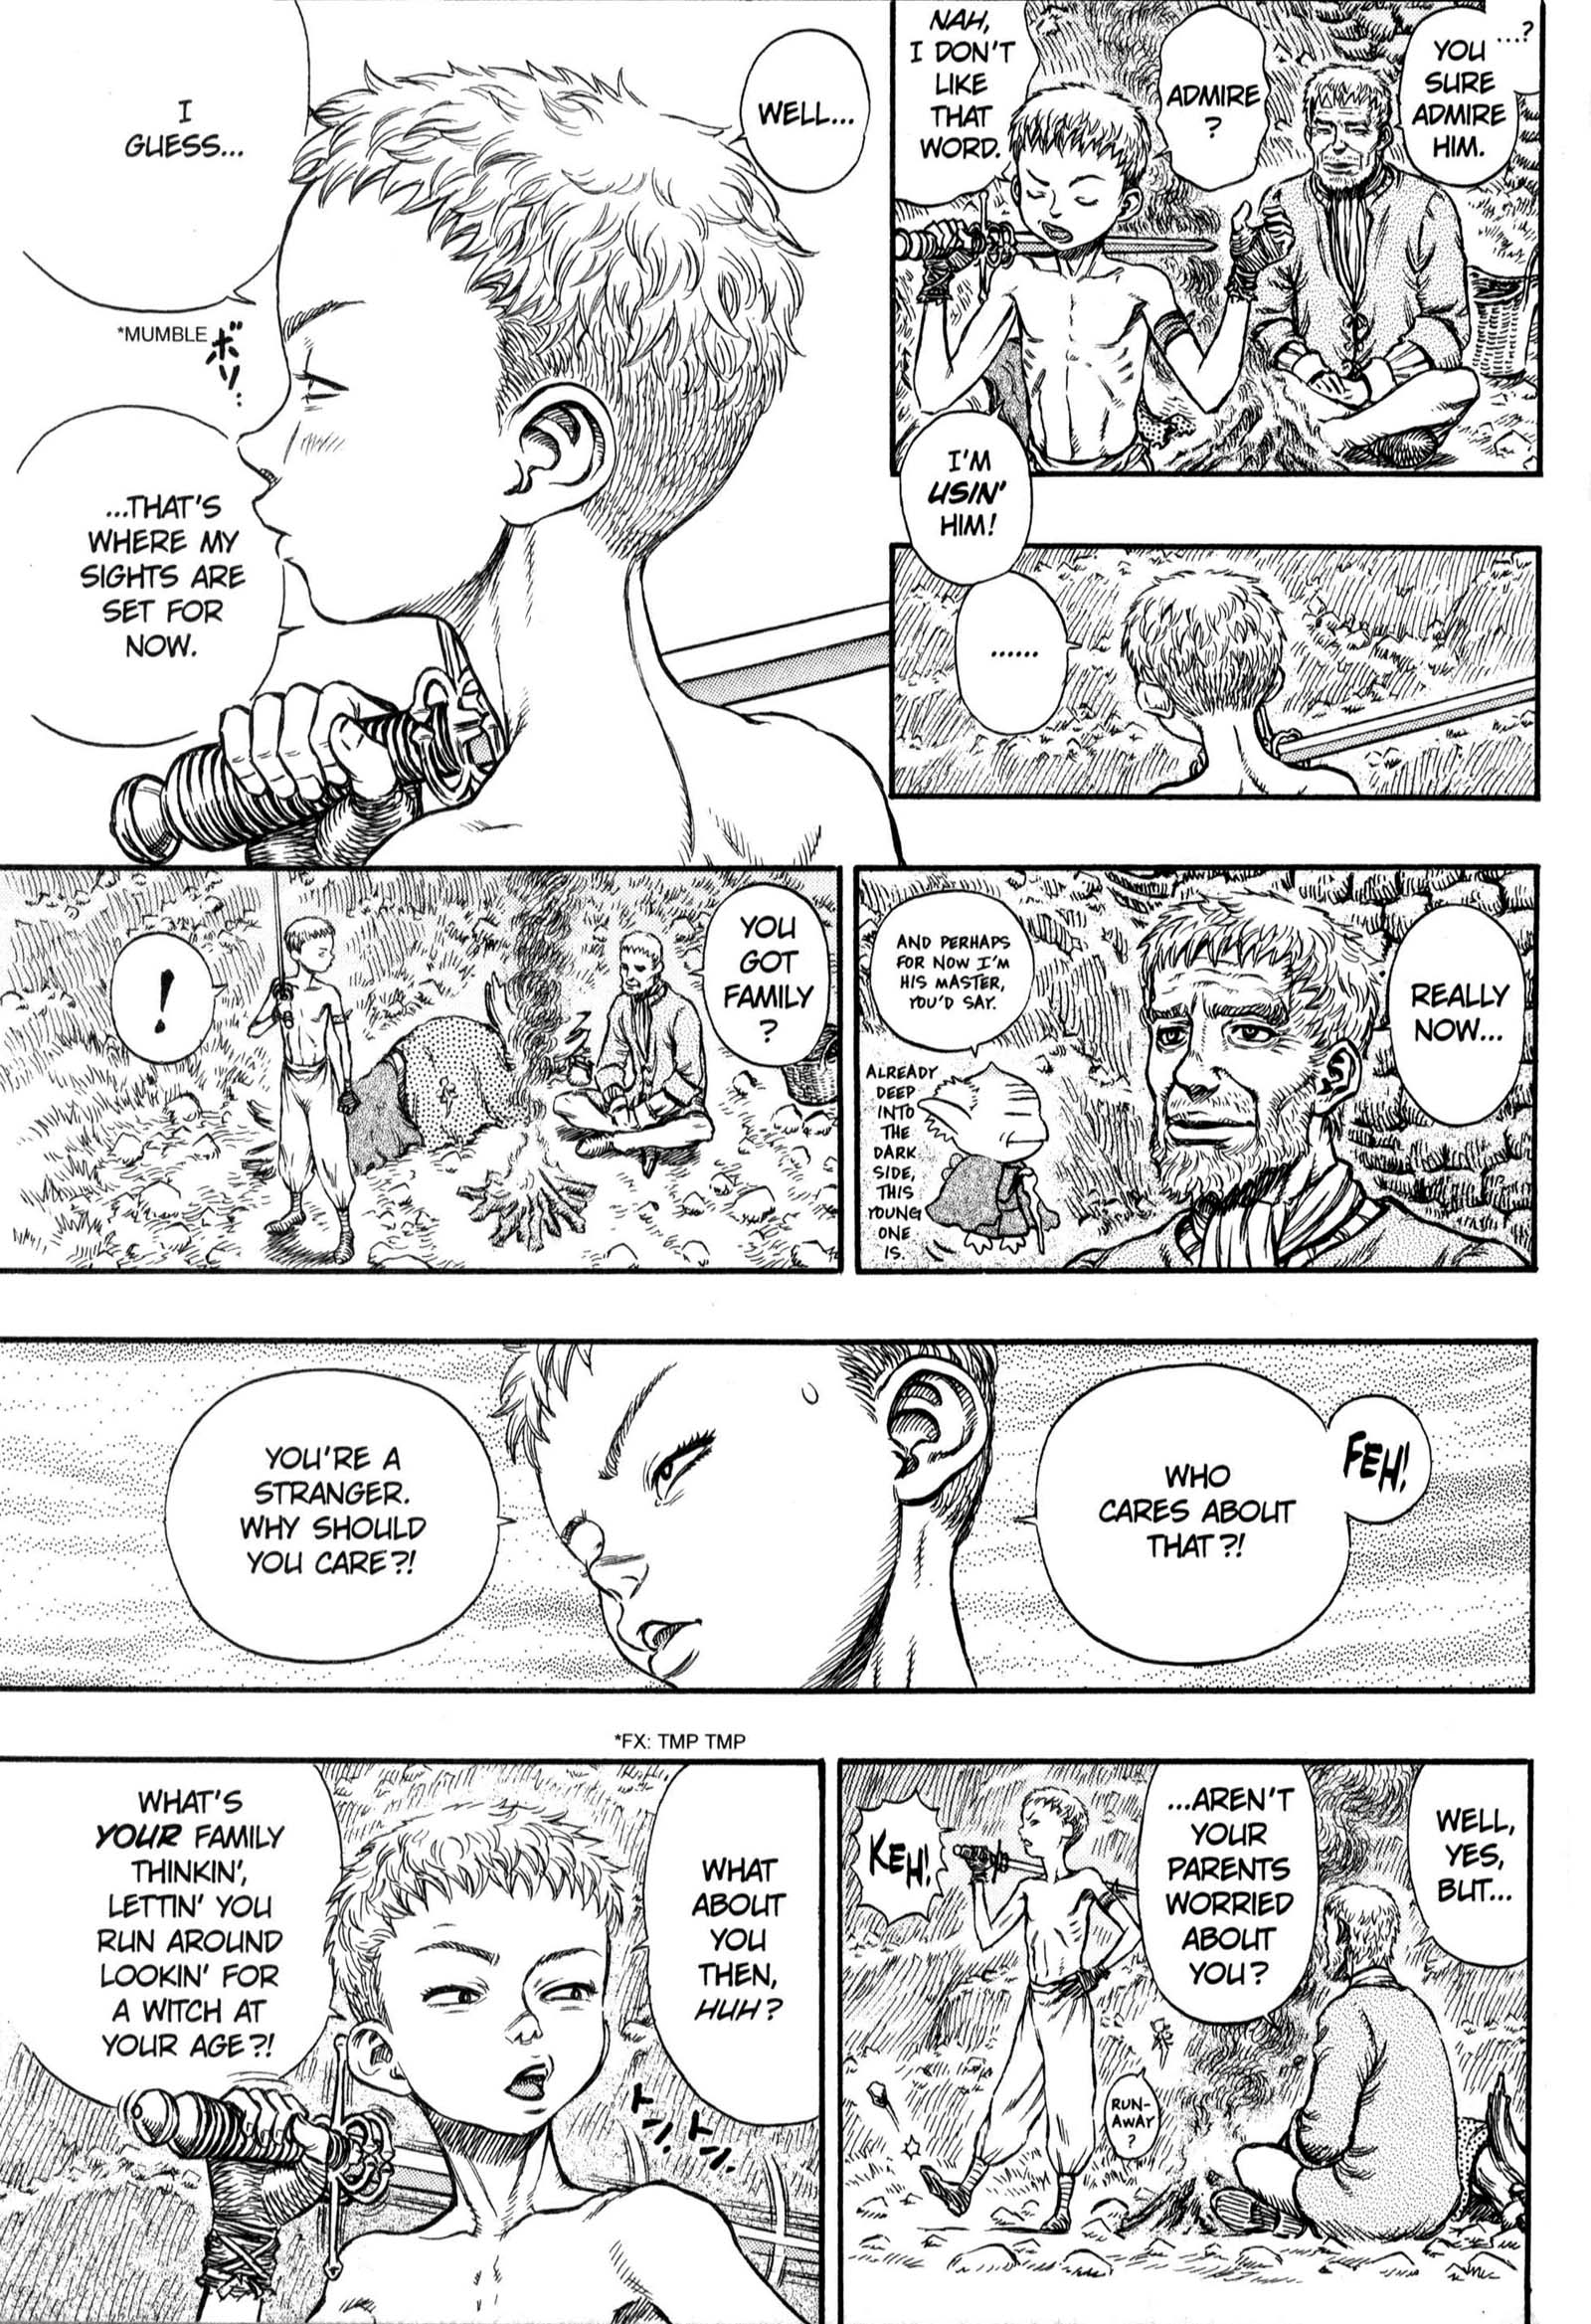 ...?
YOU
SURE
ADMIRE
HIM.
ADMIRE
?
NAH,
I DON'T
LIKE
THAT
WORD.
I'M
USIN'
HIM!
......
WELL...
I
GUESS...
*MUMBLE
ボソ..
...THAT'S
WHERE MY
SIGHTS ARE
SET FOR
NOW.
REALLY
NOW...
AND PERHAPS
FOR NOW I'M
HIS MASTER,
YOU'D SAY.
ALREADY
DEEP
INTO
THE
DARK
SIDE,
THIS
YOUNG
ONE
IS.
YOU
GOT
FAMILY
?
!
FEH!
WHO
CARES ABOUT
THAT?!
YOU'RE A
STRANGER.
WHY SHOULD
YOU CARE?!
WELL,
YES,
BUT...
...AREN'T
YOUR
PARENTS
WORRIED
ABOUT
YOU?
KEH!
RUN-
AWAY
?
*FX: TMP TMP
WHAT
ABOUT
YOU
THEN,
HUH?
トントン
WHAT'S
YOUR FAMILY
THINKIN',
LETTIN' YOU
RUN AROUND
LOOKIN' FOR
A WITCH AT
YOUR AGE?!